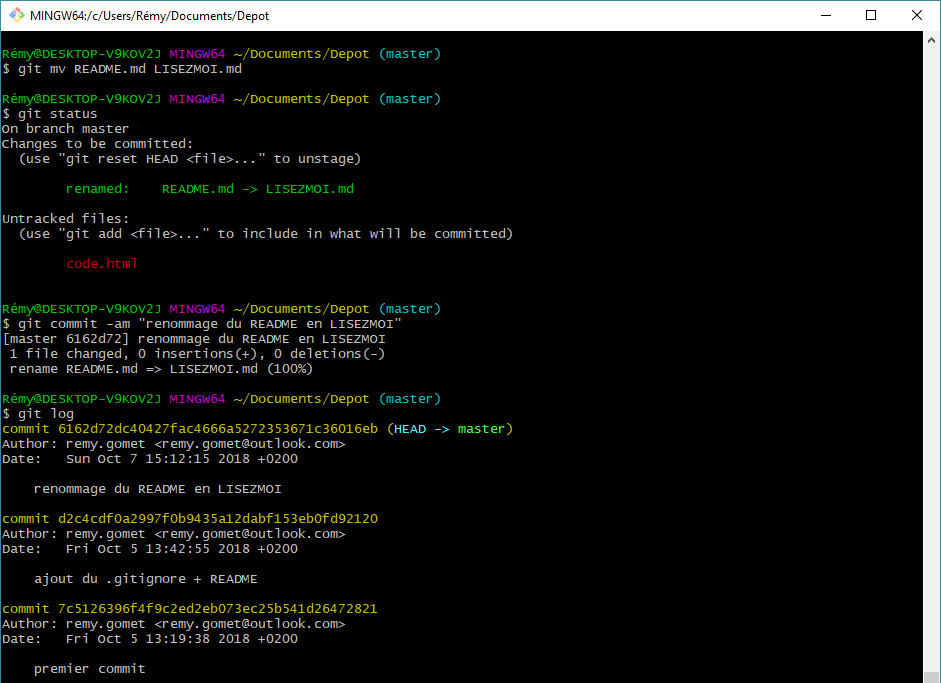 MINGW64:/c/Users/Rémy/Documents/Depot
Rémy@DESKTOP-V9KOV2J MINGW64 ~/Documents/Depot (master)
$ git mv README.md LISEZMOI.md
Rémy@DESKTOP-V9KOV2J MINGW64 ~/Documents/Depot (master)
$ git status
On branch master
Changes to be committed:
  (use "git reset HEAD <file>..." to unstage)
        renamed:    README.md -> LISEZMOI.md
Untracked files:
  (use "git add <file>..." to include in what will be committed)
        code.html
Rémy@DESKTOP-V9KOV2J MINGW64 ~/Documents/Depot (master)
$ git commit -am "renommage du README en LISEZMOI"
[master 6162d72] renommage du README en LISEZMOI
 1 file changed, 0 insertions(+), 0 deletions(-)
 rename README.md => LISEZMOI.md (100%)
Rémy@DESKTOP-V9KOV2J MINGW64 ~/Documents/Depot (master)
$ git log
commit 6162d72dc40427fac4666a5272353671c36016eb (HEAD -> master)
Author: remy.gomet <remy.gomet@outlook.com>
Date:   Sun Oct 7 15:12:15 2018 +0200
    renommage du README en LISEZMOI
commit d2c4cdf0a2997f0b9435a12dabf153eb0fd92120
Author: remy.gomet <remy.gomet@outlook.com>
Date:   Fri Oct 5 13:42:55 2018 +0200
    ajout du .gitignore + README
commit 7c5126396f4f9c2ed2eb073ec25b541d26472821
Author: remy.gomet <remy.gomet@outlook.com>
Date:   Fri Oct 5 13:19:38 2018 +0200
    premier commit